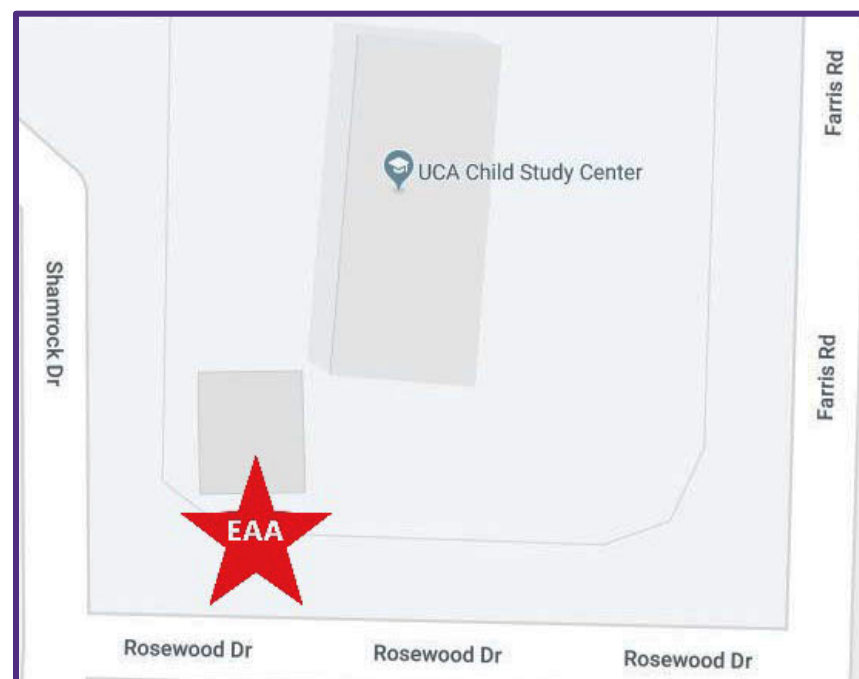 Farris Rd
UCA Child Study Center
Shamrock Dr
Farris Rd
EAA
Rosewood Dr
Rosewood Dr
Rosewood Dr